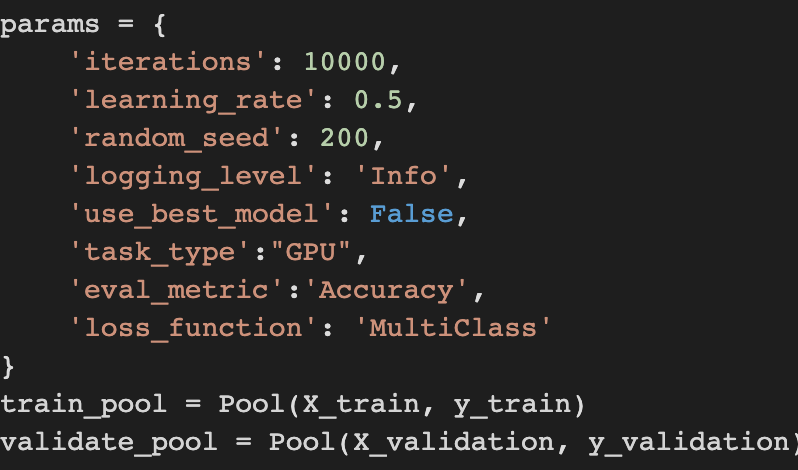 params = {
    'iterations': 10000,
    'learning_rate': 0.5,
    'random_seed': 200,
    'logging_level': 'Info',
    'use_best_model': False,
    'task_type':"GPU",
    'eval_metric':'Accuracy',
    'loss_function': 'MultiClass'
}
train_pool = Pool(X_train, y_train)
validate_pool = Pool(X_validation, y_validation)